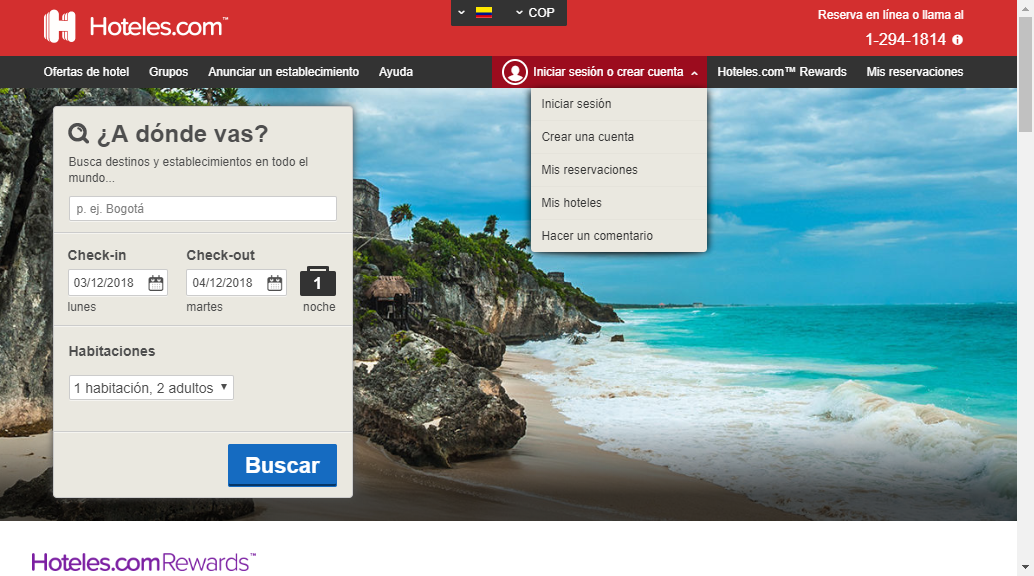 Hoteles.com™
COP
Reserva en línea o llama al
1-294-1814
Ofertas de hotel Grupos Anunciar un establecimiento Ayuda Iniciar sesión o crear cuenta Hoteles.com™ Rewards Mis reservaciones
Iniciar sesión
Crear una cuenta
Mis reservaciones
Mis hoteles
Hacer un comentario
¿A dónde vas?
Busca destinos y establecimientos en todo el
mundo...
p. ej. Bogotá
Check-in Check-out
03/12/2018 04/12/2018 1
lunes martes noche
Habitaciones
1 habitación, 2 adultos
Buscar
Hoteles.comRewards™